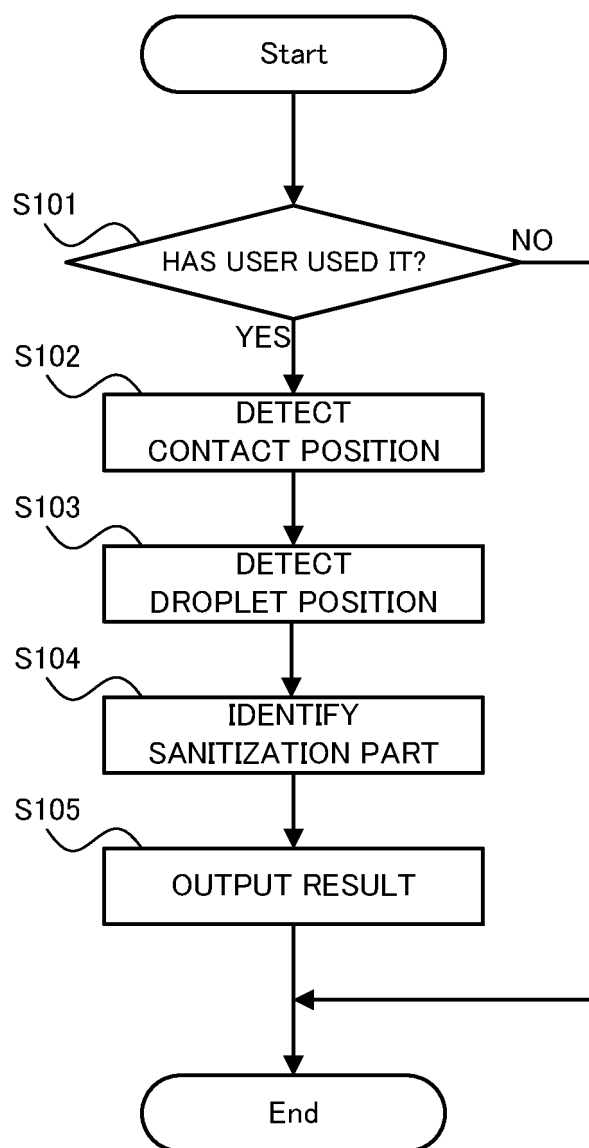 Start
S101
HAS USER USED IT?
NO
YES
S102
DETECT
CONTACT POSITION
S103
DETECT
DROPLET POSITION
S104
IDENTIFY
SANITIZATION PART
S105
OUTPUT RESULT
End